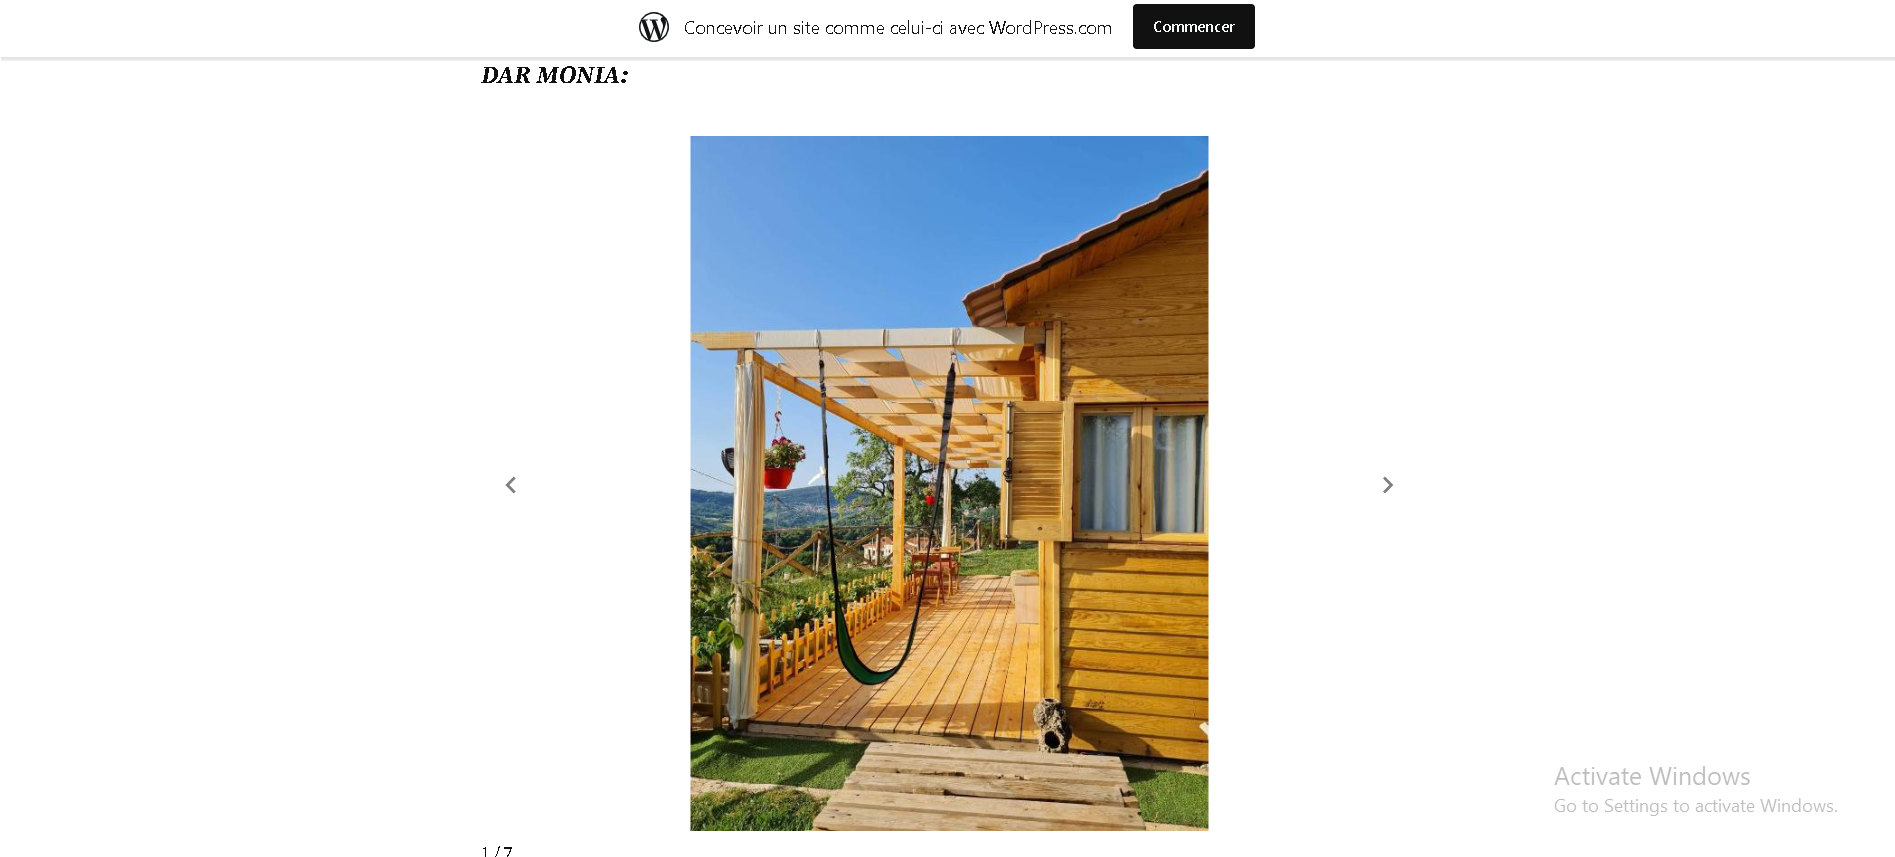 Concevoir un site comme celui-ci avec WordPress.com
Commencer
DAR MONIA:
Activate Windows
Go to Settings to activate Windows.
1 / 7